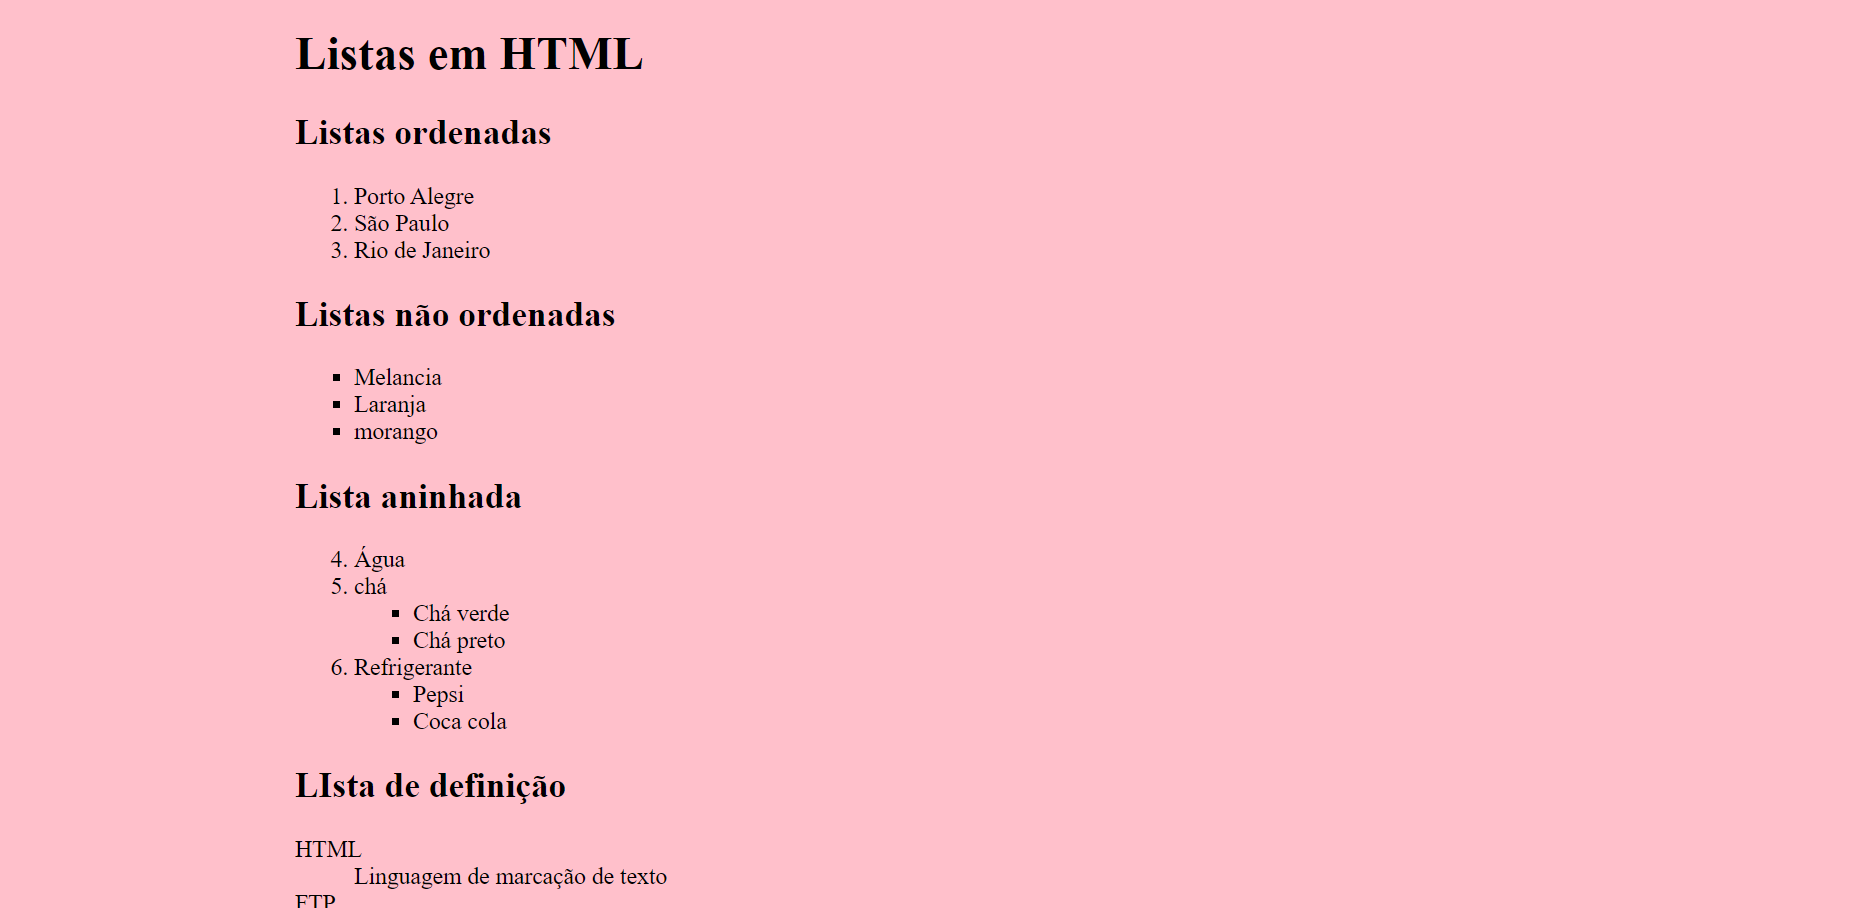 Listas em HTML
Listas ordenadas
1. Porto Alegre
2. São Paulo
3. Rio de Janeiro
Listas não ordenadas
▪ Melancia
▪ Laranja
▪ morango
Lista aninhada
4. Água
5. chá
▪ Chá verde
▪ Chá preto
6. Refrigerante
▪ Pepsi
▪ Coca cola
LIsta de definição
HTML
Linguagem de marcação de texto
FTP